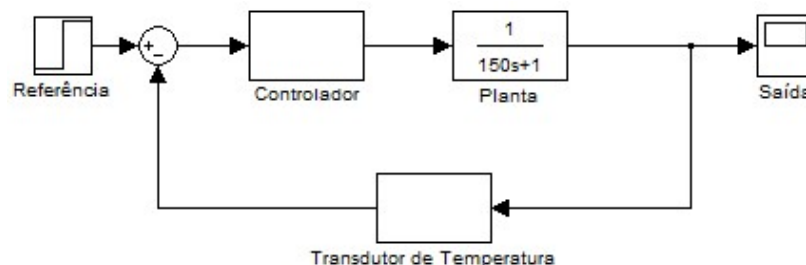 1
150s+1
Referência
Controlador
Planta
Saída
Transdutor de Temperatura